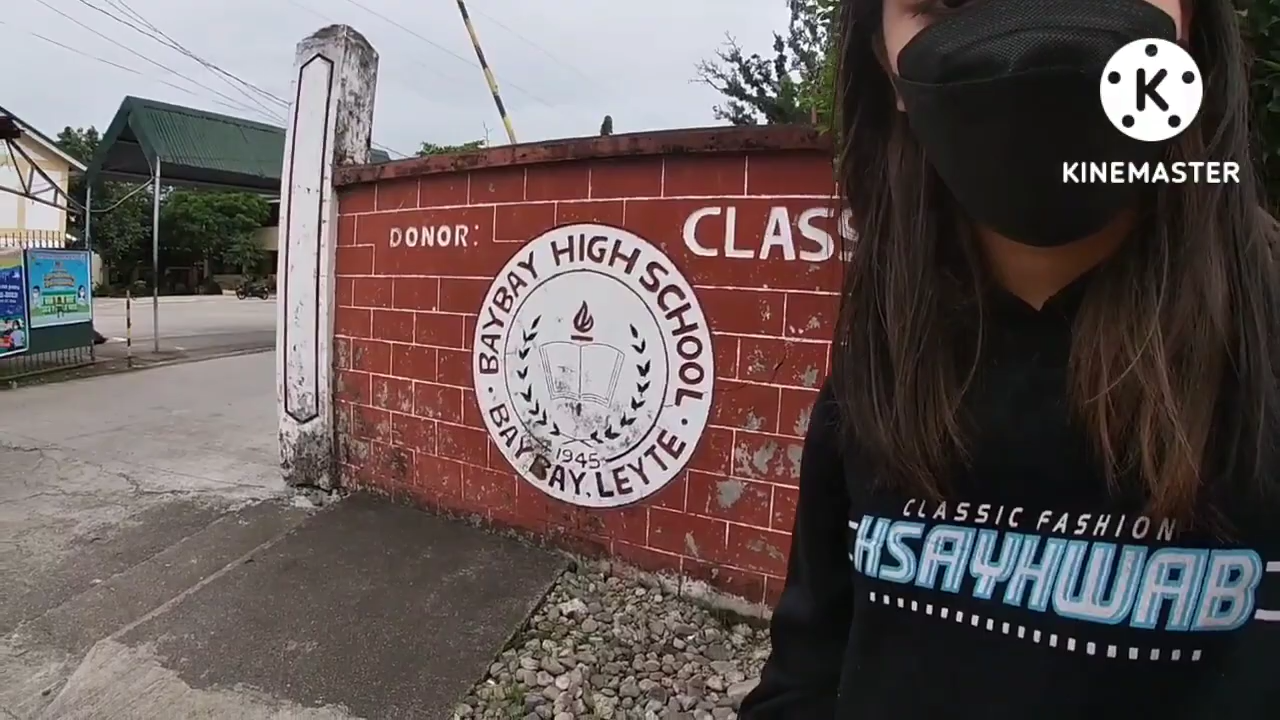 DONOR:
CLASS
BAYBAY HIGH SCHOOL
1945
BAYBAY, LEYTE
K
KINEMASTER
CLASSIC FASHION
KSAYHWAB